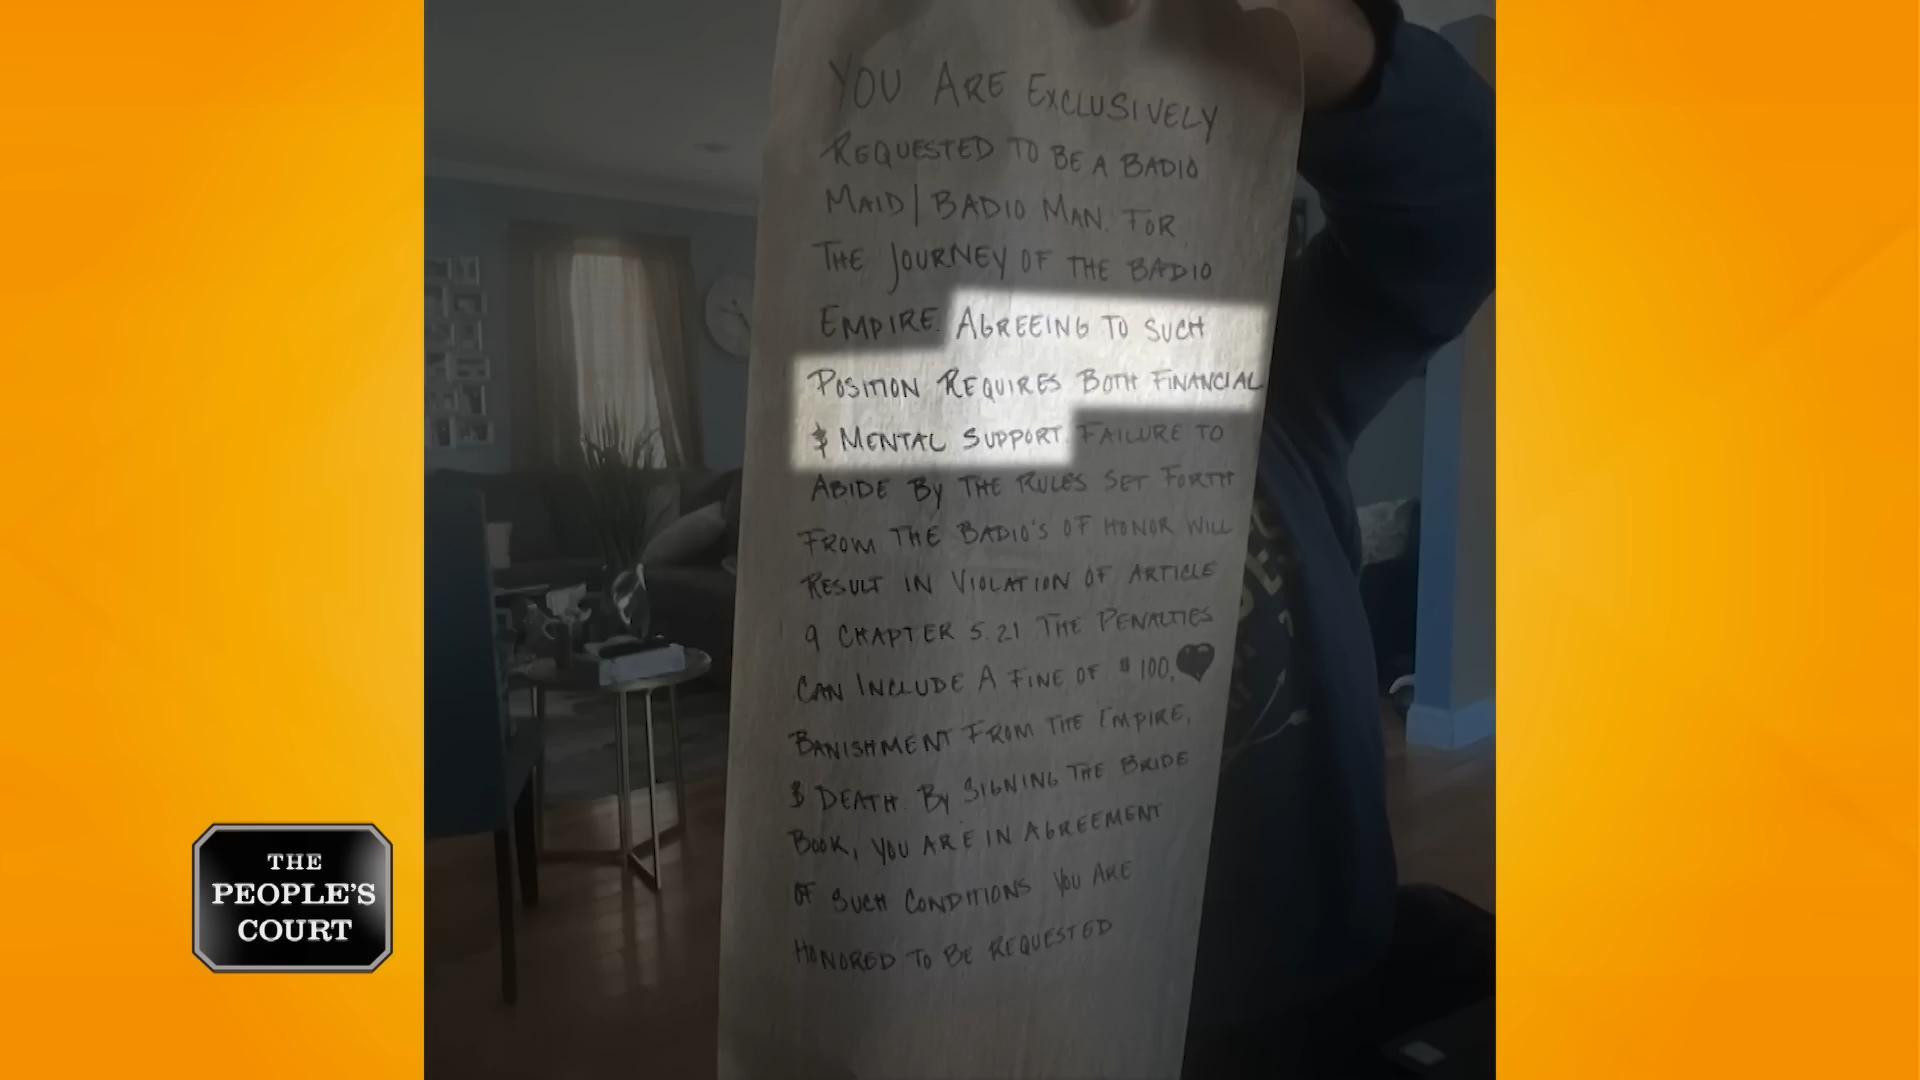 YOU ARE EXCLUSIVELY
REQUESTED TO BE A BADIO
MAID/BADIO MAN. FOR
THE JOURNEY OF THE BADIO
EMPIRE. AGREEING TO SUCH
POSITION REQUIRES BOTH FINANCIAL
& MENTAL SUPPORT. FAILURE TO
ABIDE BY THE RULES SET FORTH
FROM THE BADIO'S OF HONOR WILL
RESULT IN VIOLATION OF ARTICLE
9 CHAPTER 5.21 THE PENALTIES
CAN INCLUDE A FINE OF $100,
BANISHMENT FROM THE EMPIRE,
& DEATH. BY SIGNING THE BRIDE
BOOK, YOU ARE IN AGREEMENT
OF SUCH CONDITIONS YOU ARE
HONORED TO BE REQUESTED
THE
PEOPLE'S
COURT